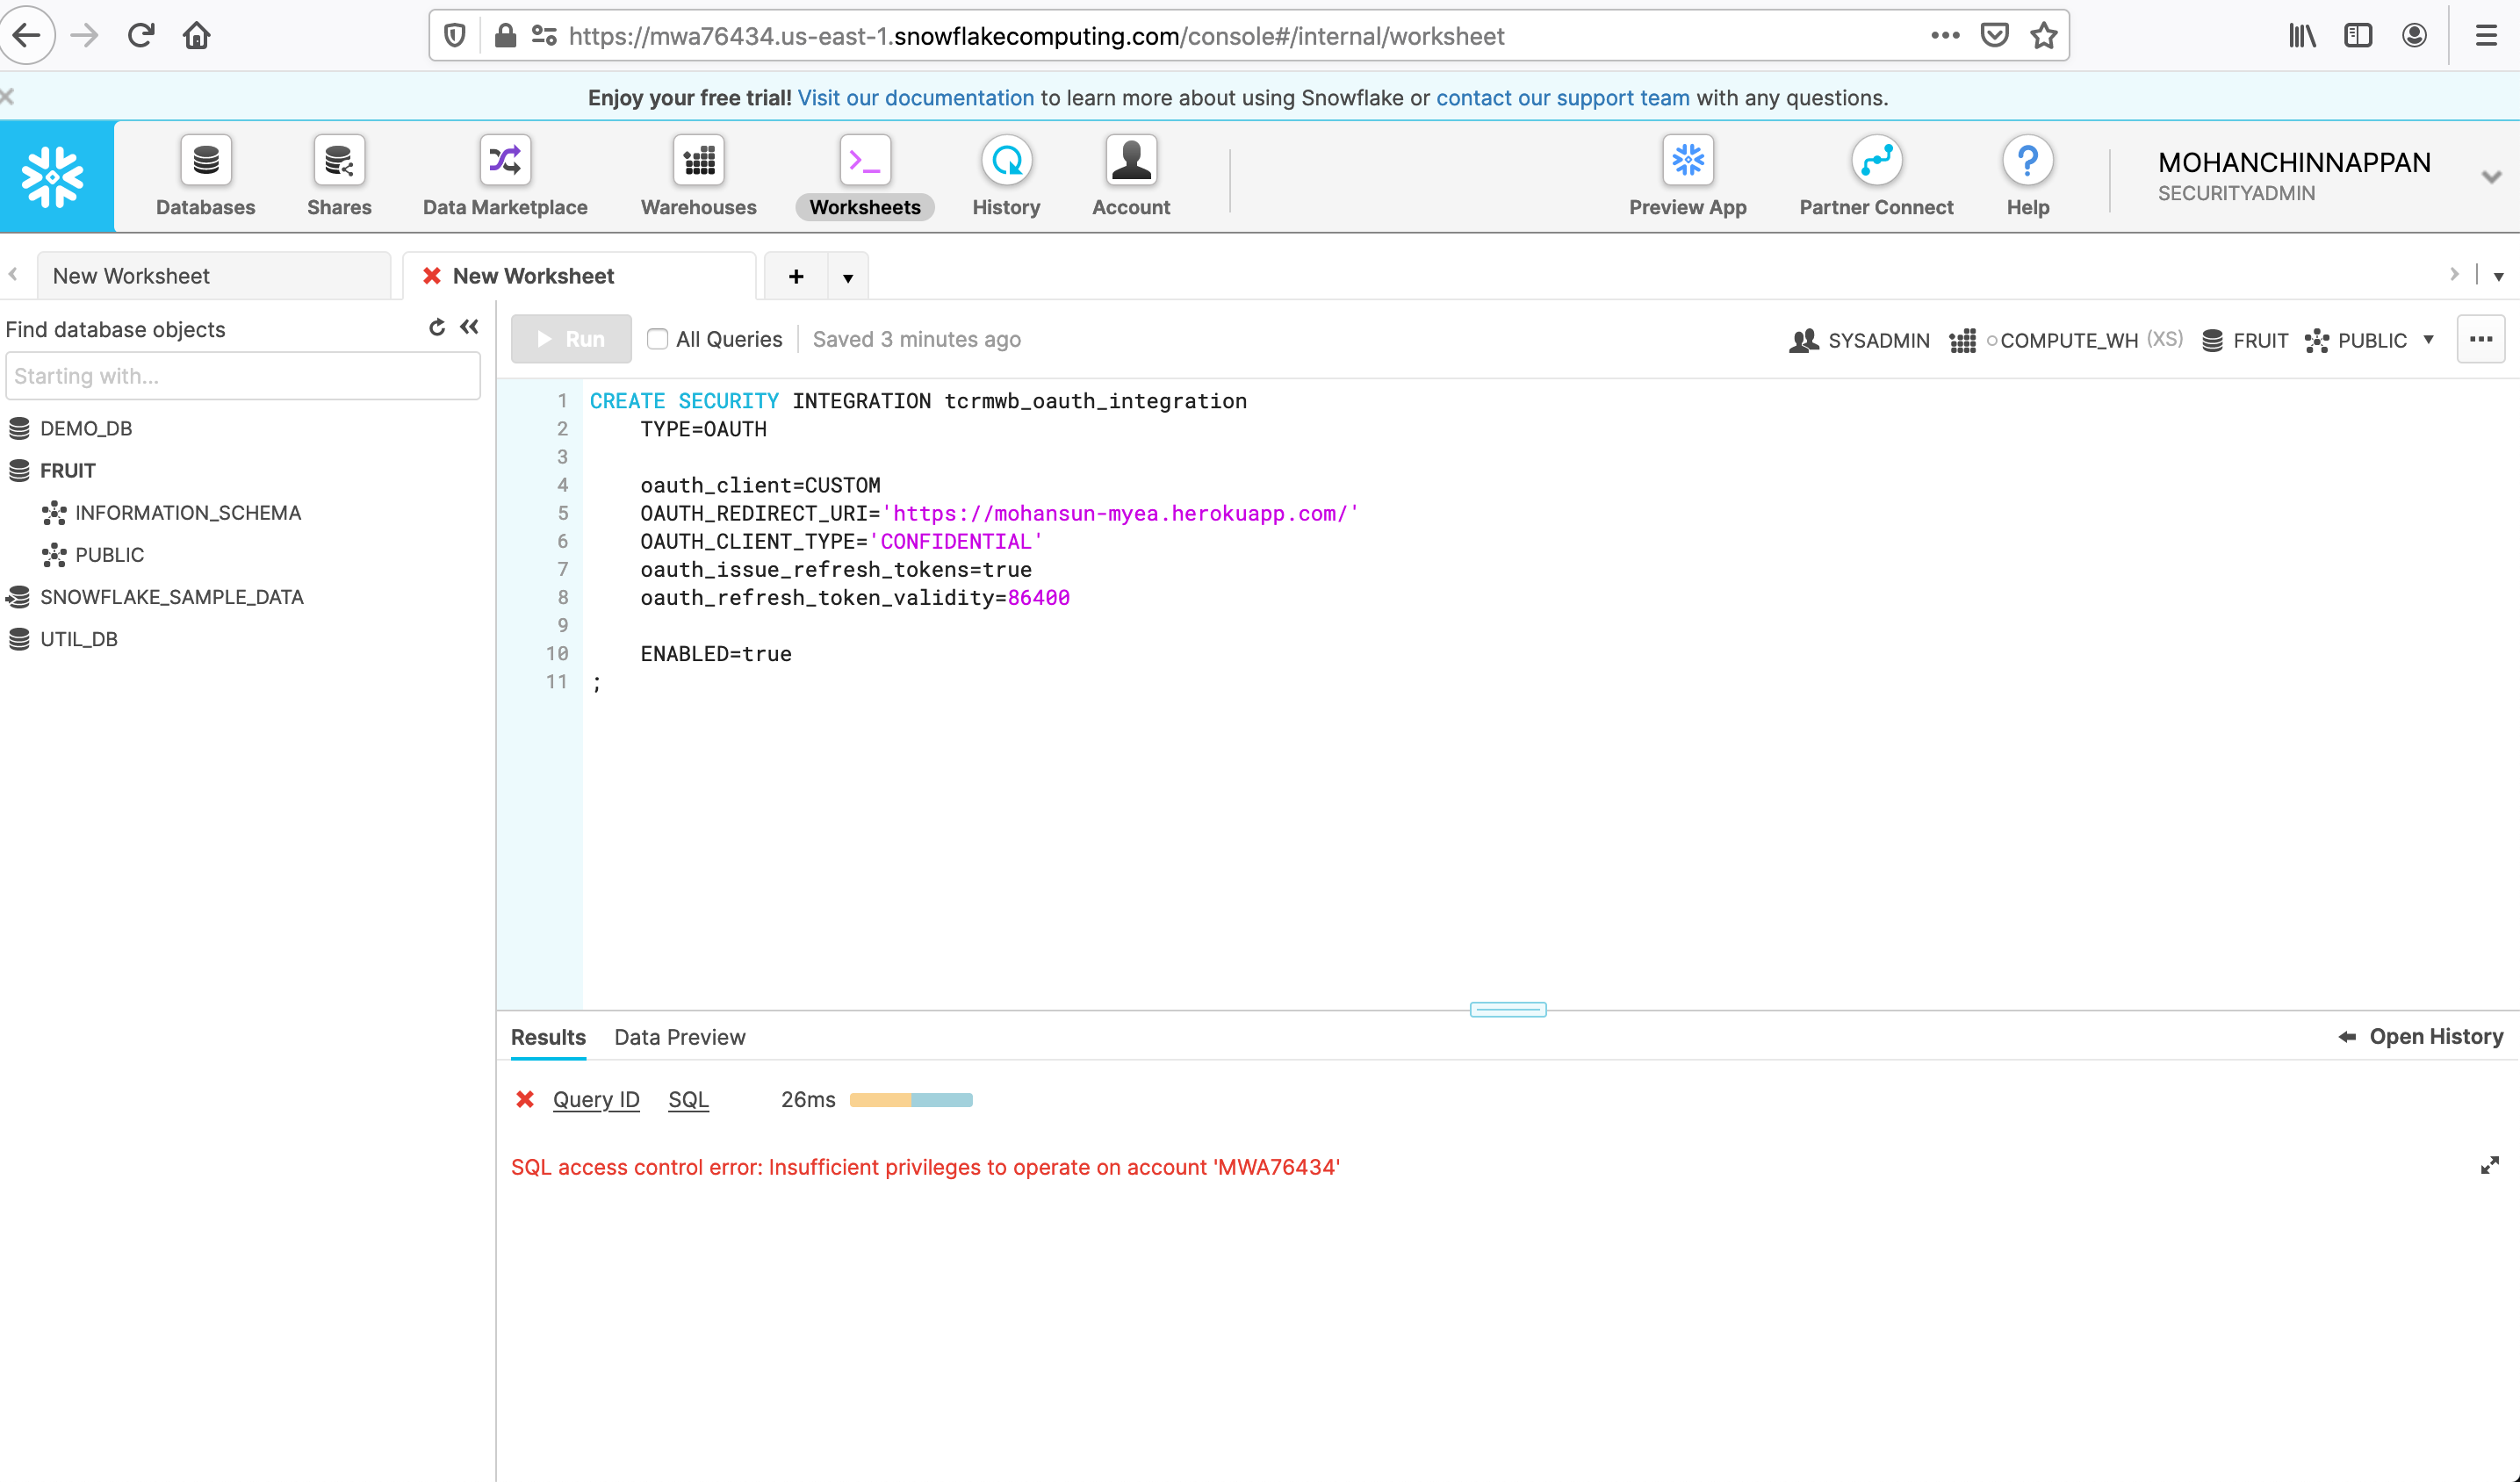 https://mwa76434.us-east-1.snowflakecomputing.com/console#/internal/worksheet
Enjoy your free trial! Visit our documentation to learn more about using Snowflake or contact our support team with any questions.
Databases
Shares
Data Marketplace
Warehouses
Worksheets
History
Account
Preview App
Partner Connect
Help
MOHANCHINNAPPAN
SECURITYADMIN
New Worksheet
New Worksheet
Find database objects
Starting with...
DEMO_DB
FRUIT
INFORMATION_SCHEMA
PUBLIC
SNOWFLAKE_SAMPLE_DATA
UTIL_DB
Run All Queries Saved 3 minutes ago SYSADMIN COMPUTE_WH (XS) FRUIT PUBLIC
1 CREATE SECURITY INTEGRATION tcrmwb_oauth_integration
2 TYPE=OAUTH
3
4 oauth_client=CUSTOM
5 OAUTH_REDIRECT_URI='https://mohansun-myea.herokuapp.com/'
6 OAUTH_CLIENT_TYPE='CONFIDENTIAL'
7 oauth_issue_refresh_tokens=true
8 oauth_refresh_token_validity=86400
9
10 ENABLED=true
11 ;
Results Data Preview Open History
Query ID SQL 26ms
SQL access control error: Insufficient privileges to operate on account 'MWA76434'